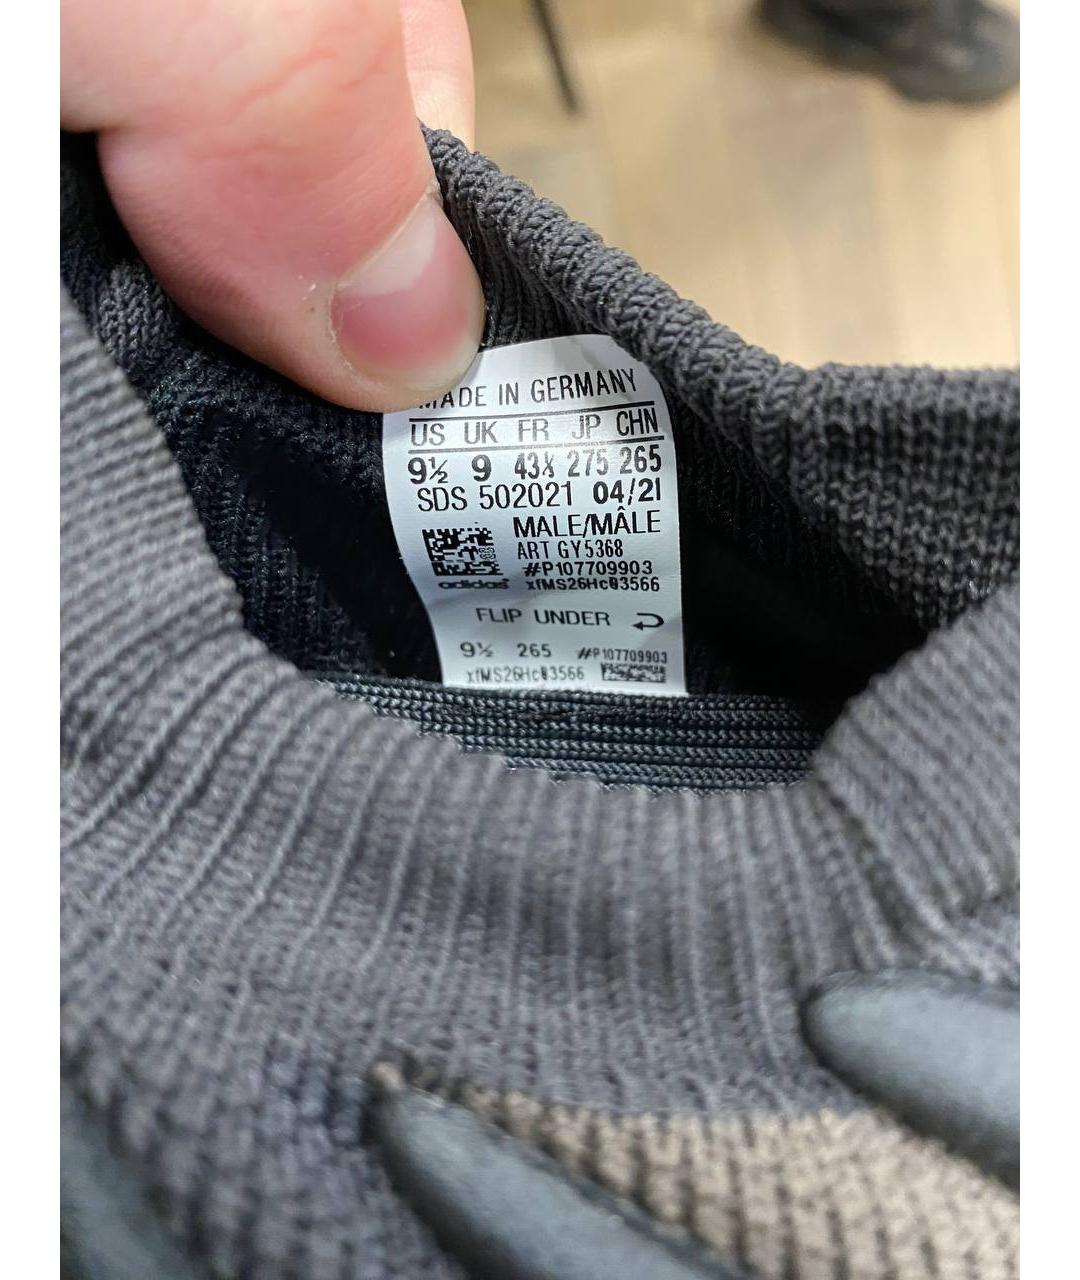 MADE IN GERMANY
US UK FR JP CHN
9½ 9 43⅓ 275 265
SDS 502021 04/21
MALE/MÂLE
ART GY5368
#P107709903
adidas xfMS26Hc03566
FLIP UNDER
9½ 265 #P107709903
xfMS26Hc03566